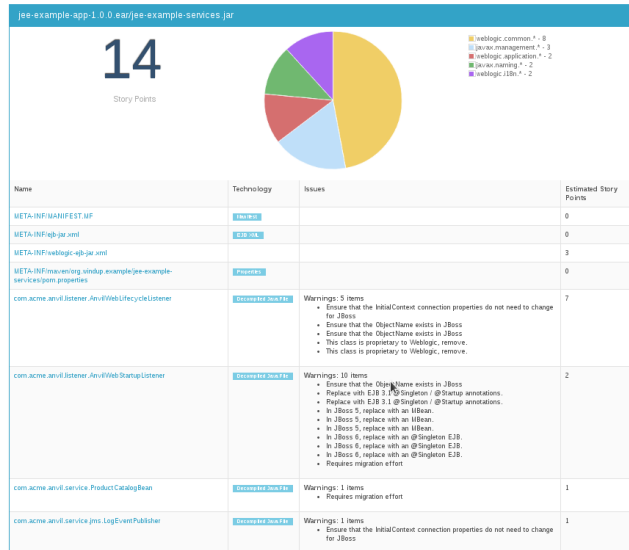 jee-example-app-1.0.0.ear/jee-example-services.jar
14
Story Points
weblogic.common.* - 8
javax.management.* - 3
weblogic.application.* - 2
javax.naming.* - 2
weblogic.i18n.* - 2
Name Technology Issues Estimated Story
Points
META-INF/MANIFEST.MF Manifest 0
META-INF/ejb-jar.xml EJB XML 0
META-INF/weblogic-ejb-jar.xml 3
META-INF/maven/org.windup.example/jee-example-
services/pom.properties Properties 0
com.acme.anvil.listener.AnvilWebLifecycleListener Decompiled Java File Warnings: 5 items 7
Ensure that the InitialContext connection properties do not need to change
for JBoss
Ensure that the ObjectName exists in JBoss
Ensure that the ObjectName exists in JBoss
This class is proprietary to Weblogic, remove.
This class is proprietary to Weblogic, remove.
com.acme.anvil.listener.AnvilWebStartupListener Decompiled Java File Warnings: 10 items 2
Ensure that the ObjectName exists in JBoss
Replace with EJB 3.1 @Singleton / @Startup annotations.
Replace with EJB 3.1 @Singleton / @Startup annotations.
In JBoss 5, replace with an MBean.
In JBoss 5, replace with an MBean.
In JBoss 5, replace with an MBean.
In JBoss 6, replace with an @Singleton EJB.
In JBoss 6, replace with an @Singleton EJB.
In JBoss 6, replace with an @Singleton EJB.
Requires migration effort
com.acme.anvil.service.ProductCatalogBean Decompiled Java File Warnings: 1 items 1
Requires migration effort
com.acme.anvil.service.jms.LogEventPublisher Decompiled Java File Warnings: 1 items 1
Ensure that the InitialContext connection properties do not need to change
for JBoss